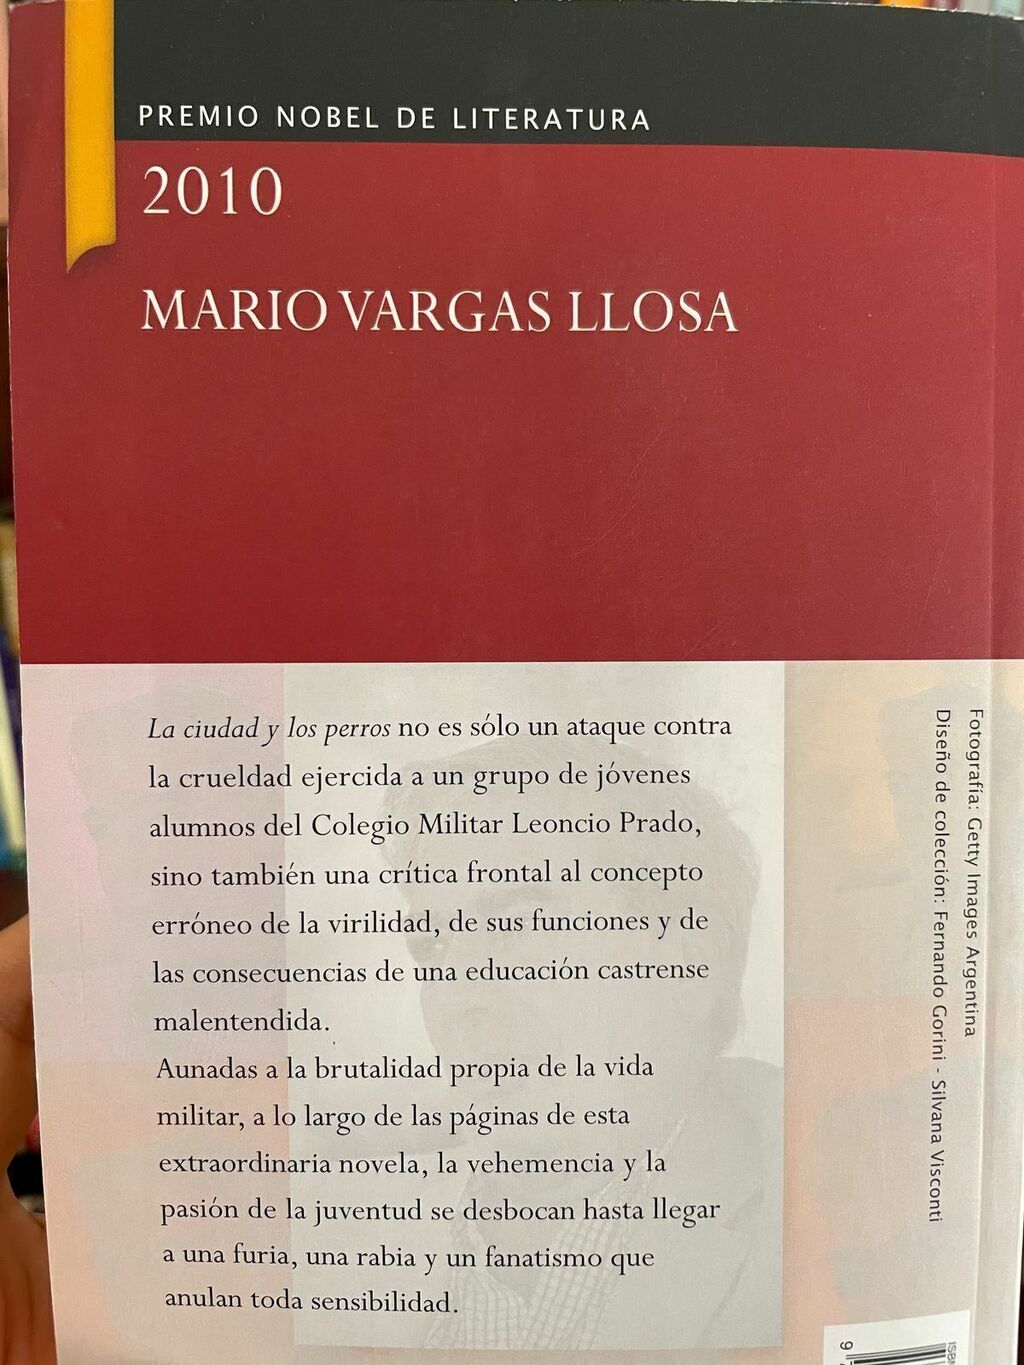 PREMIO NOBEL DE LITERATURA
2010
MARIO VARGAS LLOSA
La ciudad y los perros no es sólo un ataque contra
la crueldad ejercida a un grupo de jóvenes
alumnos del Colegio Militar Leoncio Prado,
sino también una crítica frontal al concepto
erróneo de la virilidad, de sus funciones y de
las consecuencias de una educación castrense
malentendida.
Aunadas a la brutalidad propia de la vida
militar, a lo largo de las páginas de esta
extraordinaria novela, la vehemencia y la
pasión de la juventud se desbocan hasta llegar
a una furia, una rabia y un fanatismo que
anulan toda sensibilidad.
Fotografía: Getty Images Argentina
Diseño de colección: Fernando Gorini - Silvana Visconti
9